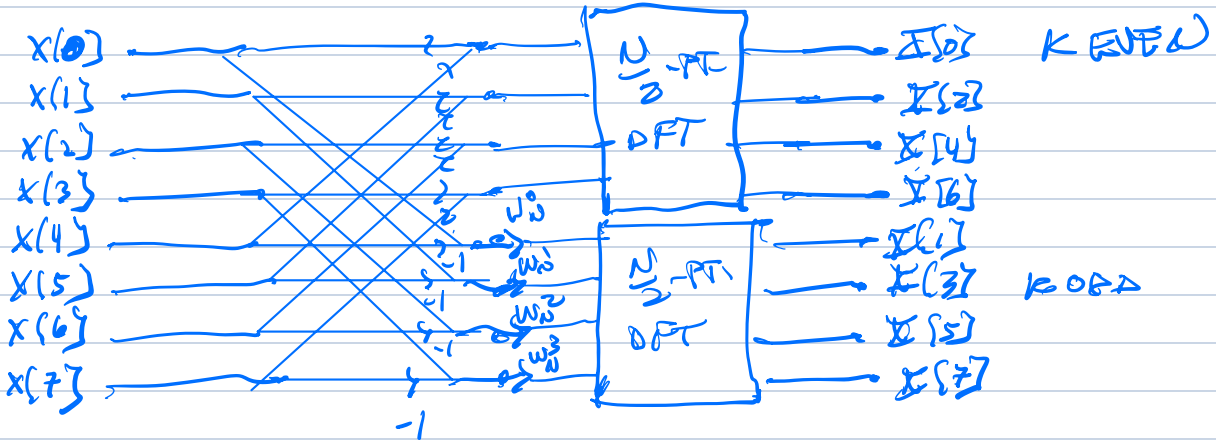 x[0] X[0] K EVEN
x[1] N/2 -PT X[2]
x[2] DFT X[4]
x[3] X[6]
W_N^0
x[4] -1 X[1]
W_N^1
x[5] -1 N/2 -PT X[3] K ODD
W_N^2
x[6] -1 DFT X[5]
W_N^3
x[7] X[7]
-1